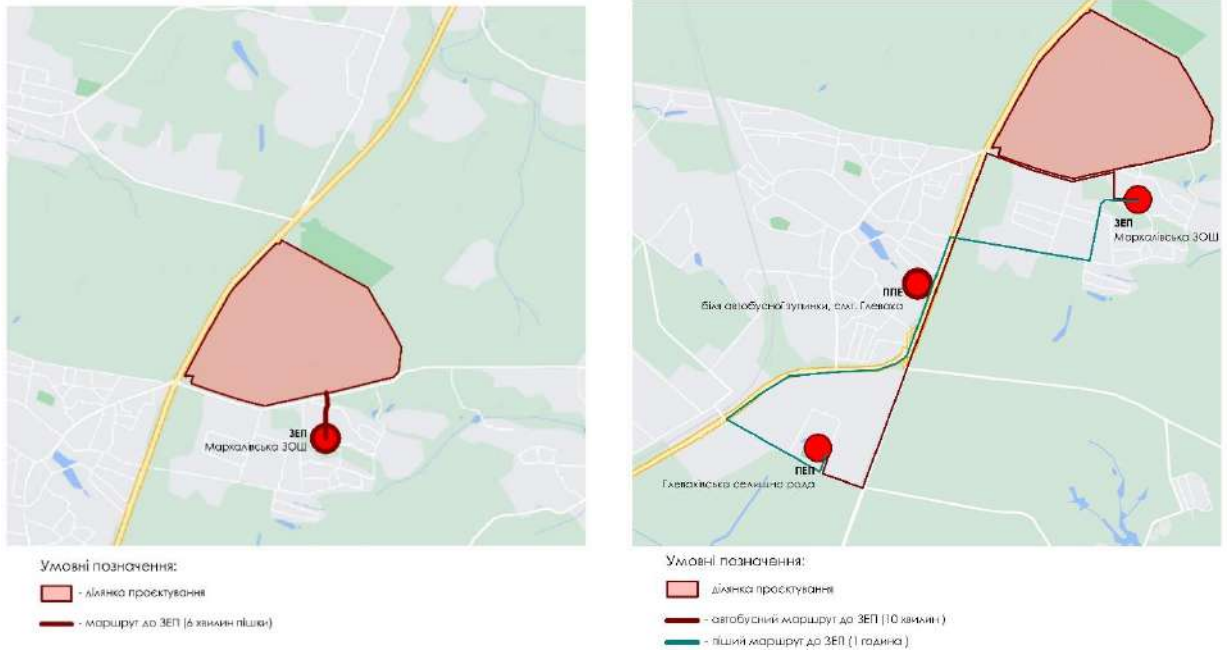 ЗЕП
Мархалівська ЗОШ
Умовні позначення:
- ділянка проєктування
- маршрут до ЗЕП (6 хвилин пішки)
ЗЕП
Мархалівська ЗОШ
ППЕ
біля автобусної зупинки, смт. Глеваха
ПЕП
Глевахівська селищна рада
Умовні позначення:
ділянка проєктування
- автобусний маршрут до ЗЕП (10 хвилин )
- піший маршрут до ЗЕП (1 година )